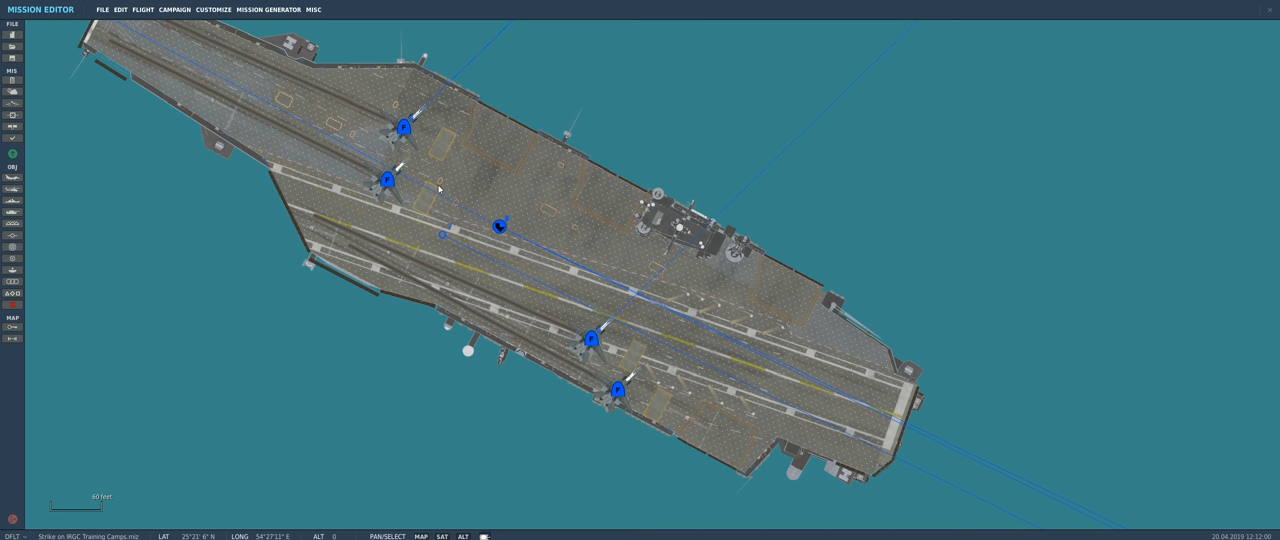 MISSION EDITOR FILE EDIT FLIGHT CAMPAIGN CUSTOMIZE MISSION GENERATOR MISC
FILE
MIS
OBJ
MAP
F
F
F
F
60 feet
DFLT Strike on IRGC Training Camps.miz LAT 25°21' 6" N LONG 54°27'11" E ALT 0 PAN/SELECT MAP SAT ALT 20.04.2019 12:12:00